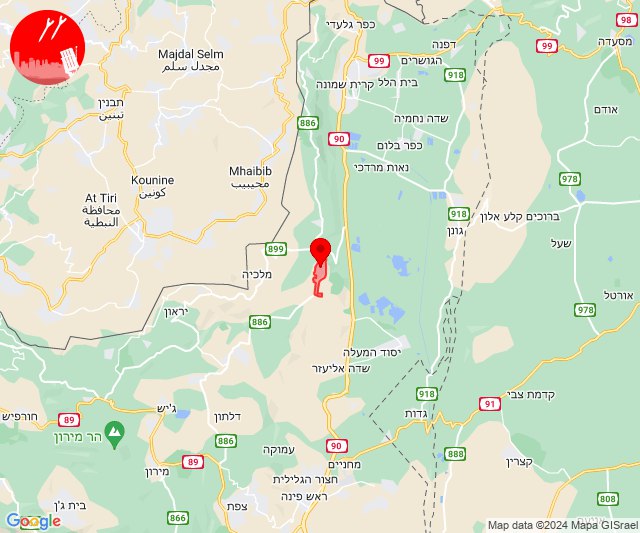 כפר גלעדי
98
מסעדה
99
דפנה
99
הגושרים
Majdal Selm
مجدل سلم
918
קרית שמונה
בית הלל
תבנין
تبنين
אודם
886
שדה נחמיה
90
כפר בלום
נאות מרדכי
Mhaibib
محيبيب
Kounine
כונין
كونين
978
At Tiri
محافظة
النبطية
918
ברוכים קלע אלון
גונן
שעל
899
מלכיה
אורטל
978
יראון
886
יסוד המעלה
שדה אליעזר
918
קדמת צבי
91
חורפיש
89
ג'יש
דלתון
גדות
הר מירון
886
90
עמוקה
888
מחניים
קצרין
89
מירון
חצור הגלילית
ראש פינה
808
בית ג'ן
866
צפת
Google
Map data ©2024 Mapa GISrael